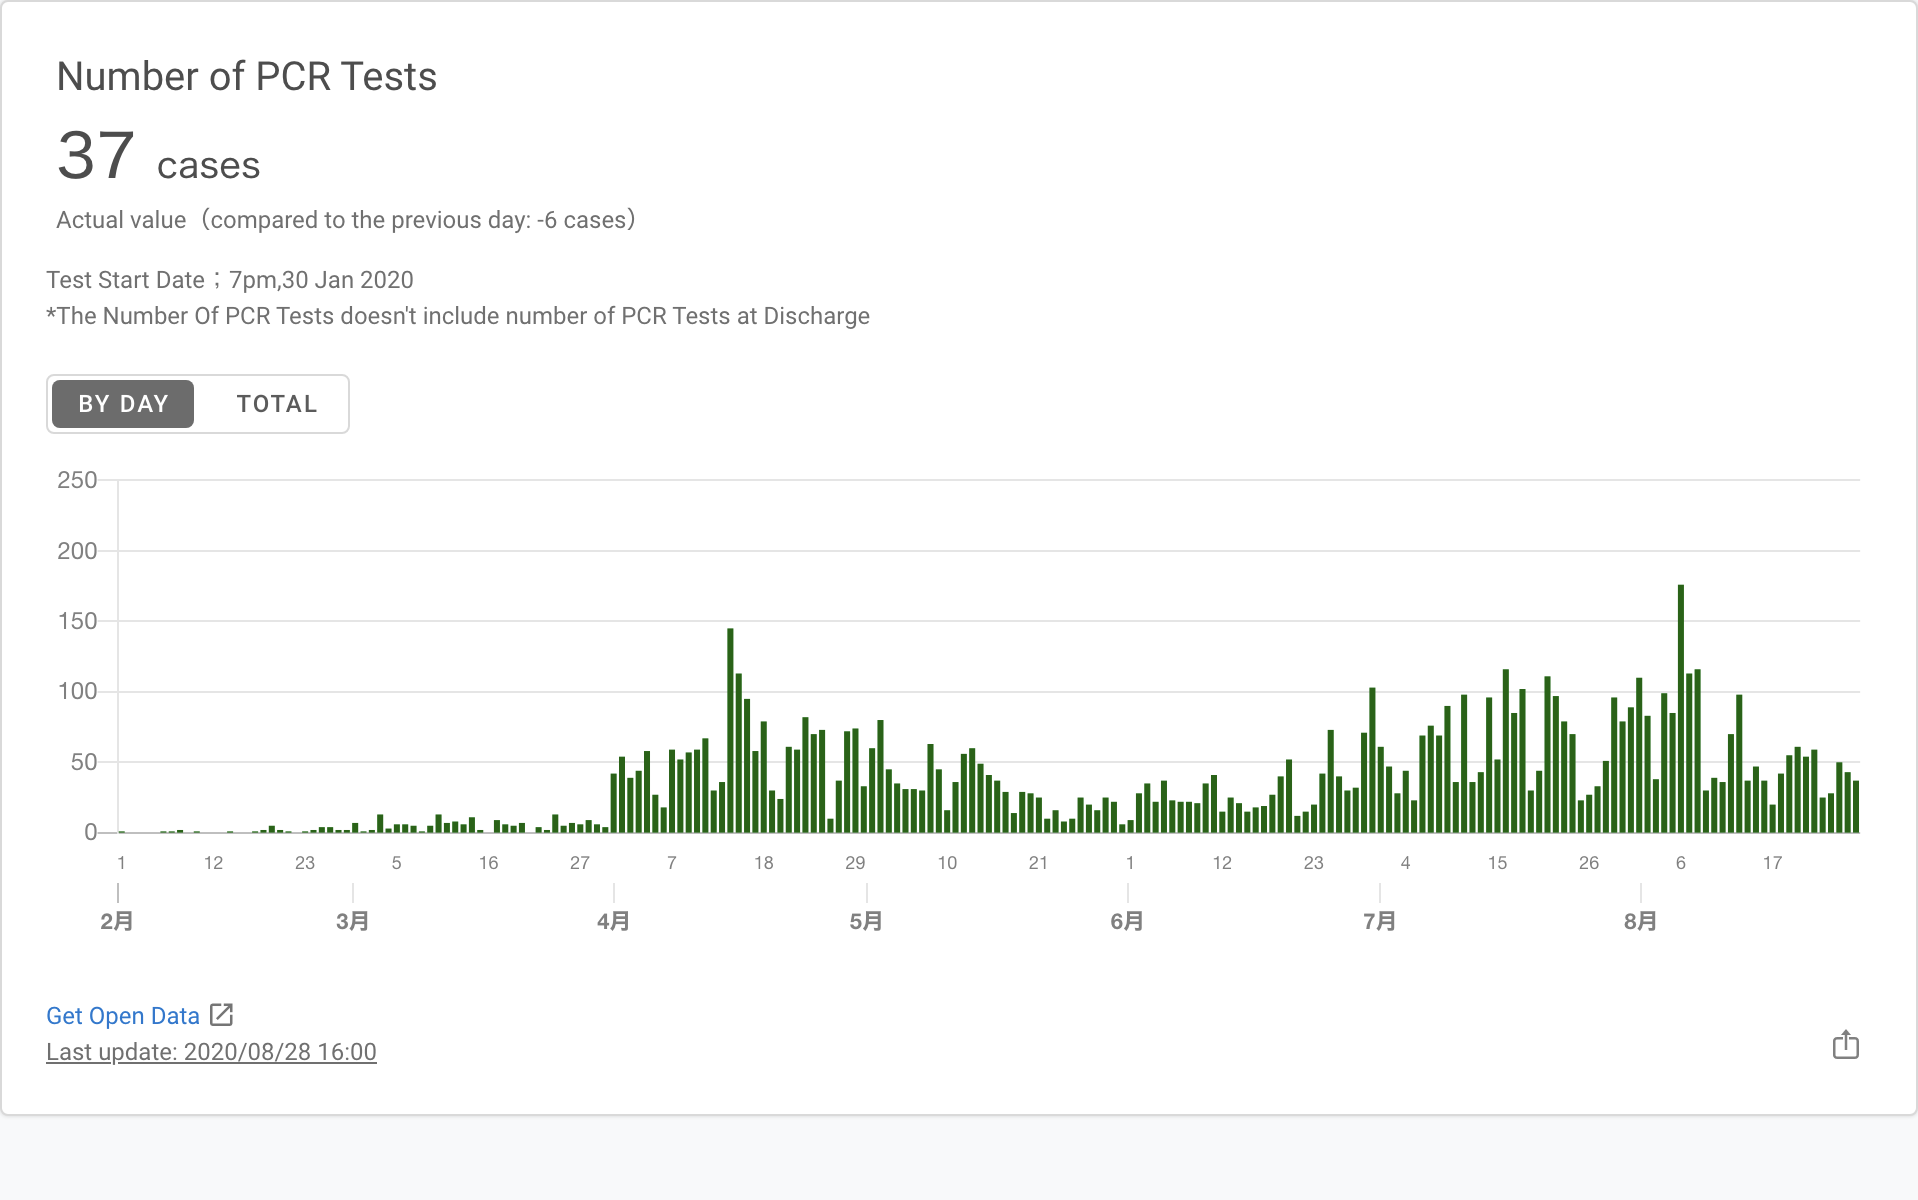 Number of PCR Tests
37 cases
Actual value（compared to the previous day: -6 cases）
Test Start Date；7pm,30 Jan 2020
*The Number Of PCR Tests doesn't include number of PCR Tests at Discharge
BY DAY TOTAL
250
200
150
100
50
0
1 12 23 5 16 27 7 18 29 10 21 1 12 23 4 15 26 6 17
2月 3月 4月 5月 6月 7月 8月
Get Open Data
Last update: 2020/08/28 16:00